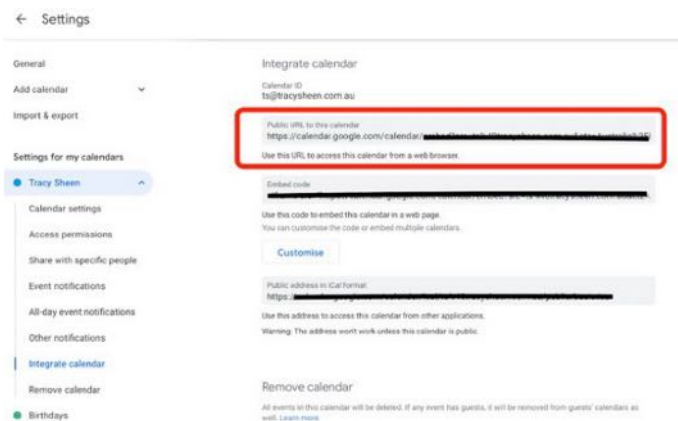 Settings
General
Add calendar
Import & export
Settings for my calendars
Tracy Sheen
Calendar settings
Access permissions
Share with specific people
Event notifications
All-day event notifications
Other notifications
Integrate calendar
Remove calendar
Birthdays
Integrate calendar
Calendar ID
ts@tracysheen.com.au
Public URL to this calendar
https://calendar.google.com/calendar/
Use this URL to access this calendar from a web browser.
Embed code
Use this code to embed this calendar in a web page.
You can customise the code or embed multiple calendars.
Customise
Public address in iCal format
https:/
Use this address to access this calendar from other applications.
Warning: The address won't work unless this calendar is public.
Remove calendar
All events in this calendar will be deleted. If any event has guests, it will be removed from guests' calendars as
well. Learn more